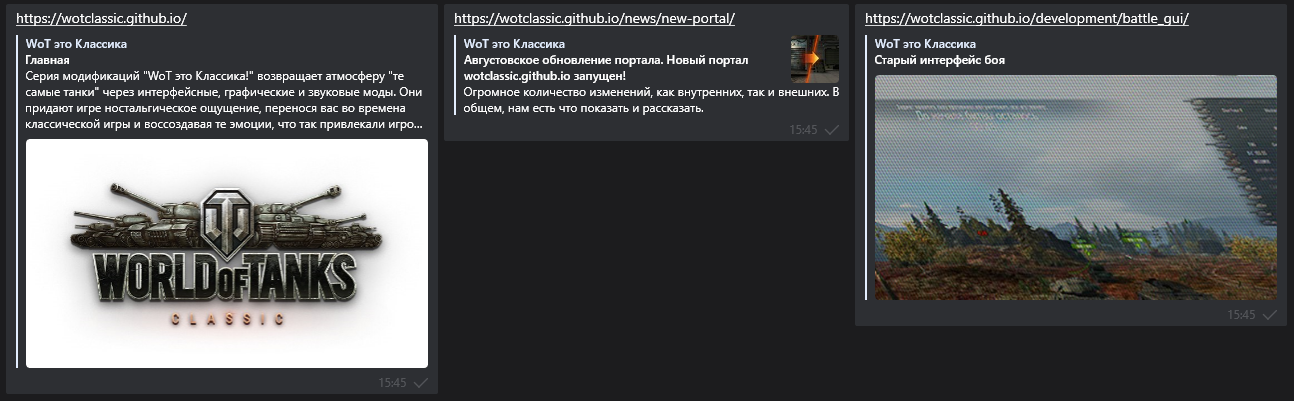 https://wotclassic.github.io/
WoT это Классика
Главная
Серия модификаций "WoT это Классика!" возвращает атмосферу "те
самые танки" через интерфейсные, графические и звуковые моды. Они
придают игре ностальгическое ощущение, перенося вас во времена
классической игры и воссоздавая те эмоции, что так привлекали игро...
WORLD OF TANKS
CLASSIC
15:45
https://wotclassic.github.io/news/new-portal/
WoT это Классика
Августовское обновление портала. Новый портал
wotclassic.github.io запущен!
Огромное количество изменений, как внутренних, так и внешних. В
общем, нам есть что показать и рассказать.
15:45
https://wotclassic.github.io/development/battle_gui/
WoT это Классика
Старый интерфейс боя
15:45